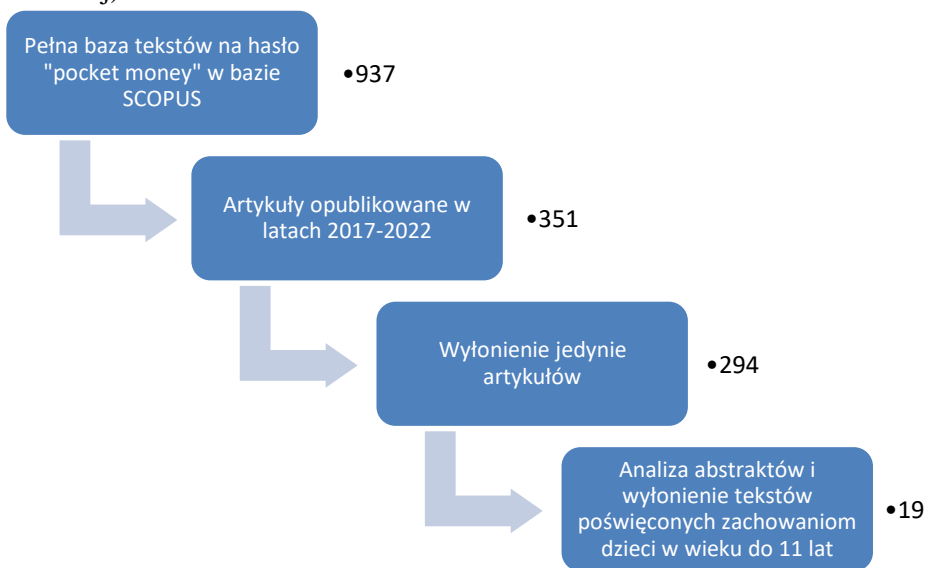 Pełna baza tekstów na hasło
"pocket money" w bazie
SCOPUS
•937
Artykuły opublikowane w
latach 2017-2022
•351
Wyłonienie jedynie
artykułów
•294
Analiza abstraktów i
wyłonienie tekstów
poświęconych zachowaniom
dzieci w wieku do 11 lat
•19